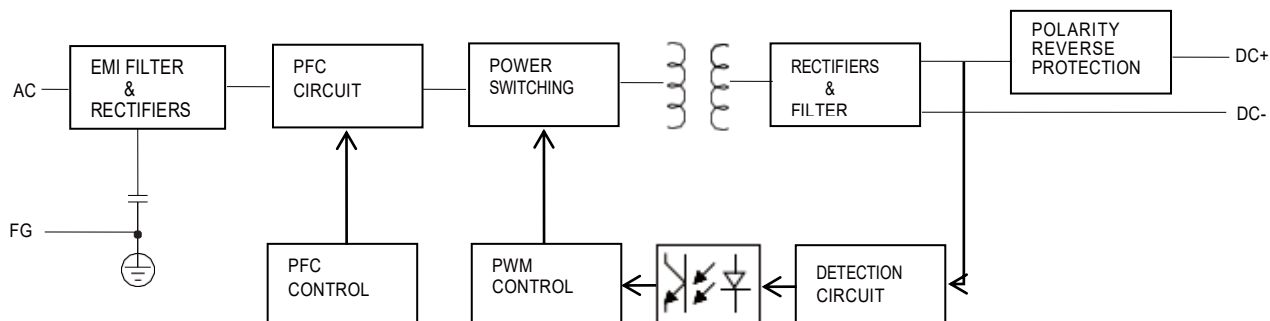 AC
EMI FILTER
&
RECTIFIERS
PFC
CIRCUIT
POWER
SWITCHING
RECTIFIERS
&
FILTER
POLARITY
REVERSE
PROTECTION
DC+
DC-
FG
PFC
CONTROL
PWM
CONTROL
DETECTION
CIRCUIT